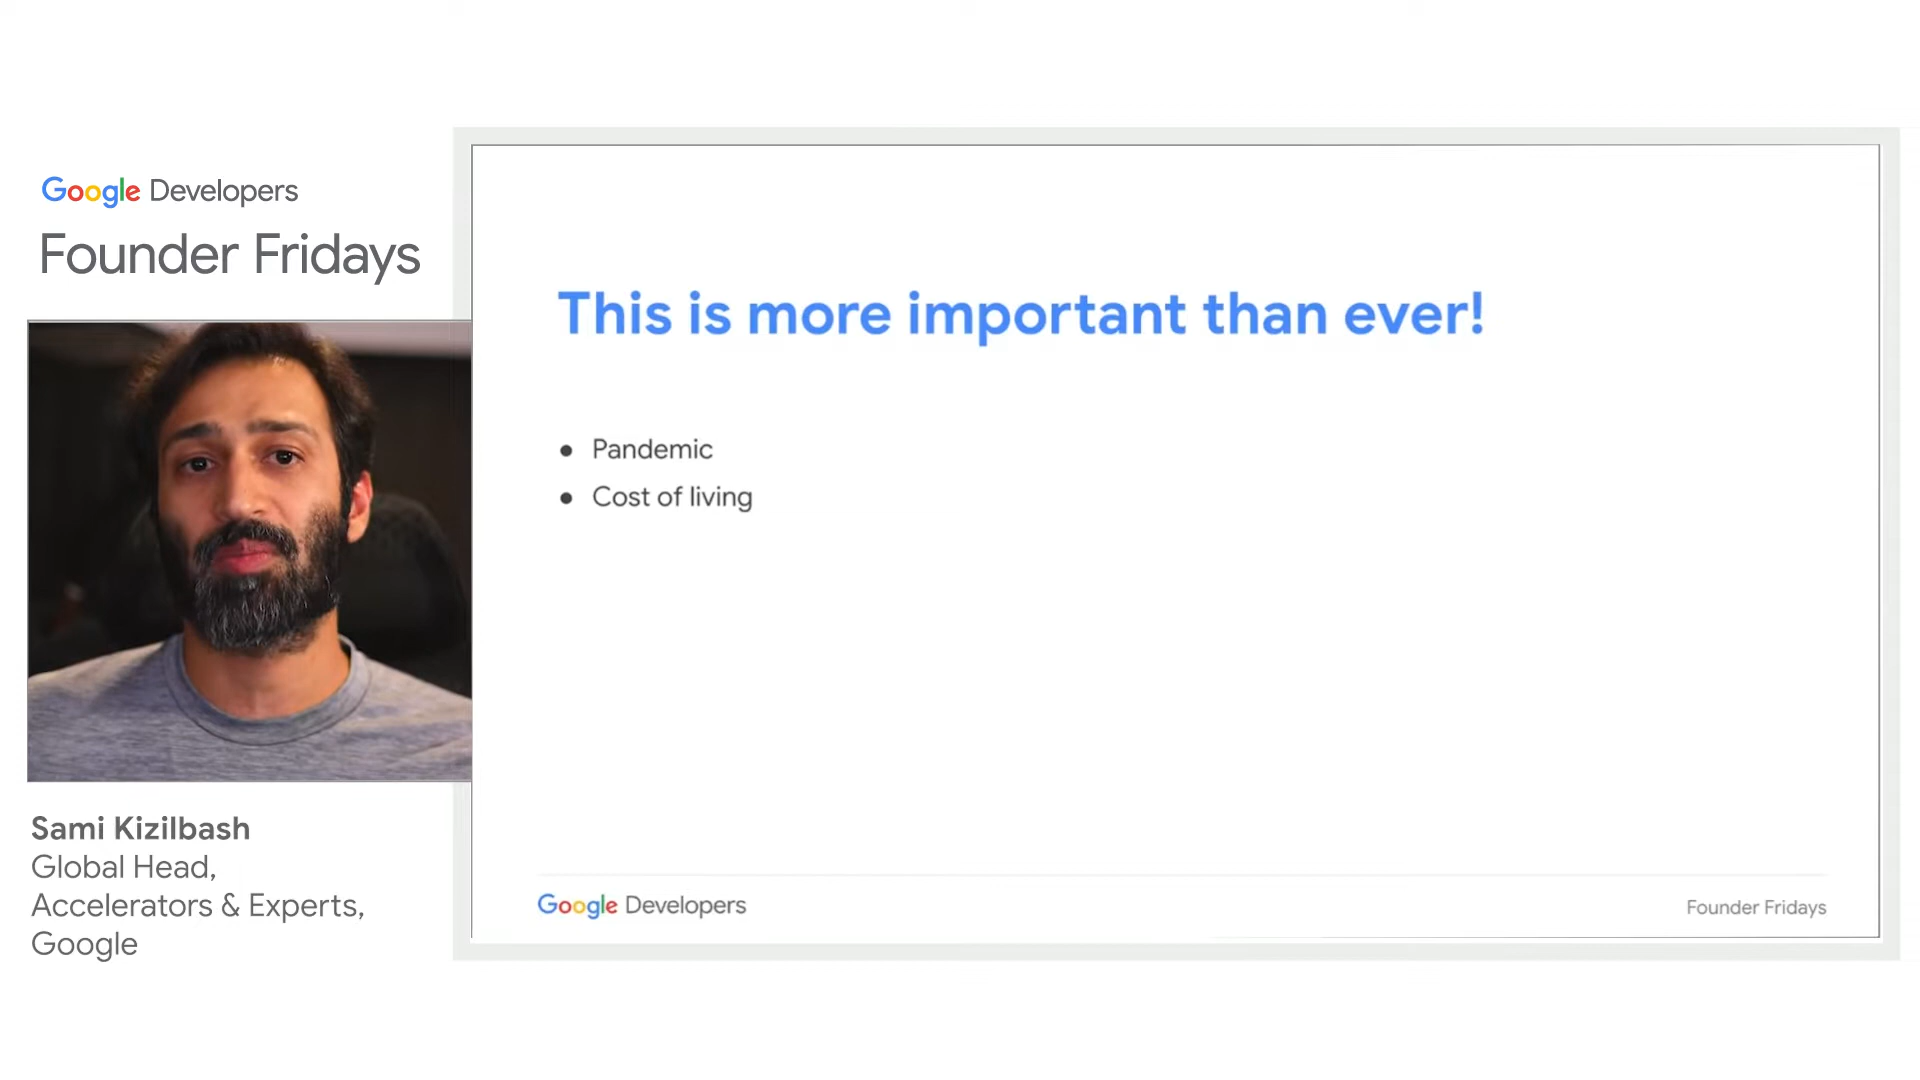 Google Developers
Founder Fridays
Sami Kizilbash
Global Head,
Accelerators & Experts,
Google
This is more important than ever!
● Pandemic
● Cost of living
Google Developers
Founder Fridays